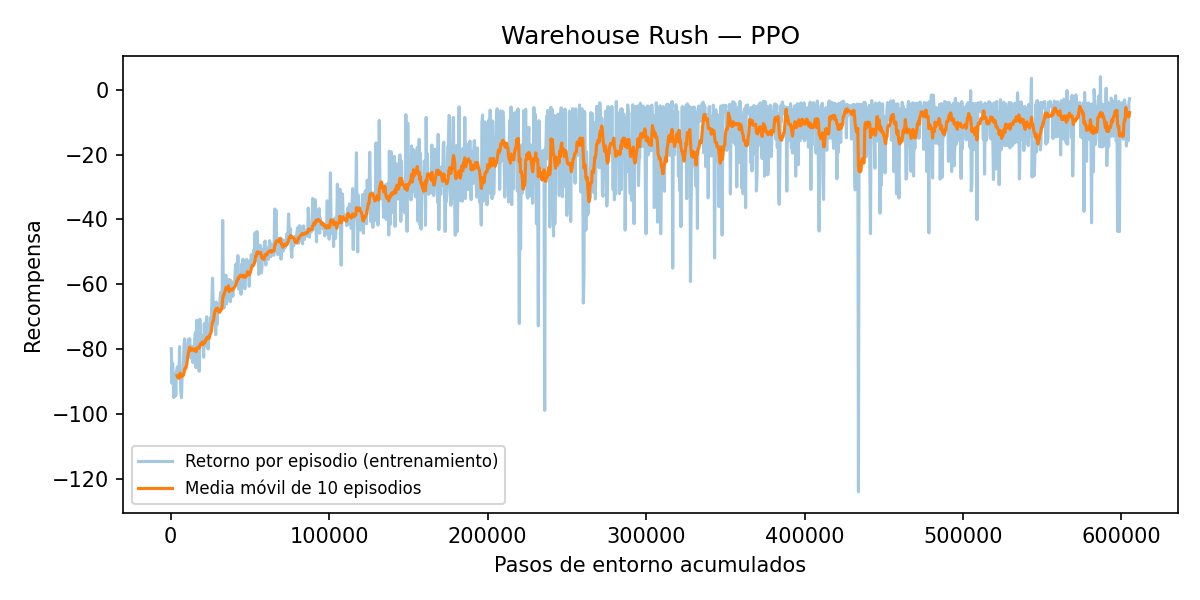 Warehouse Rush — PPO
Recompensa
0
−20
−40
−60
−80
−100
−120
Retorno por episodio (entrenamiento)
Media móvil de 10 episodios
0 100000 200000 300000 400000 500000 600000
Pasos de entorno acumulados